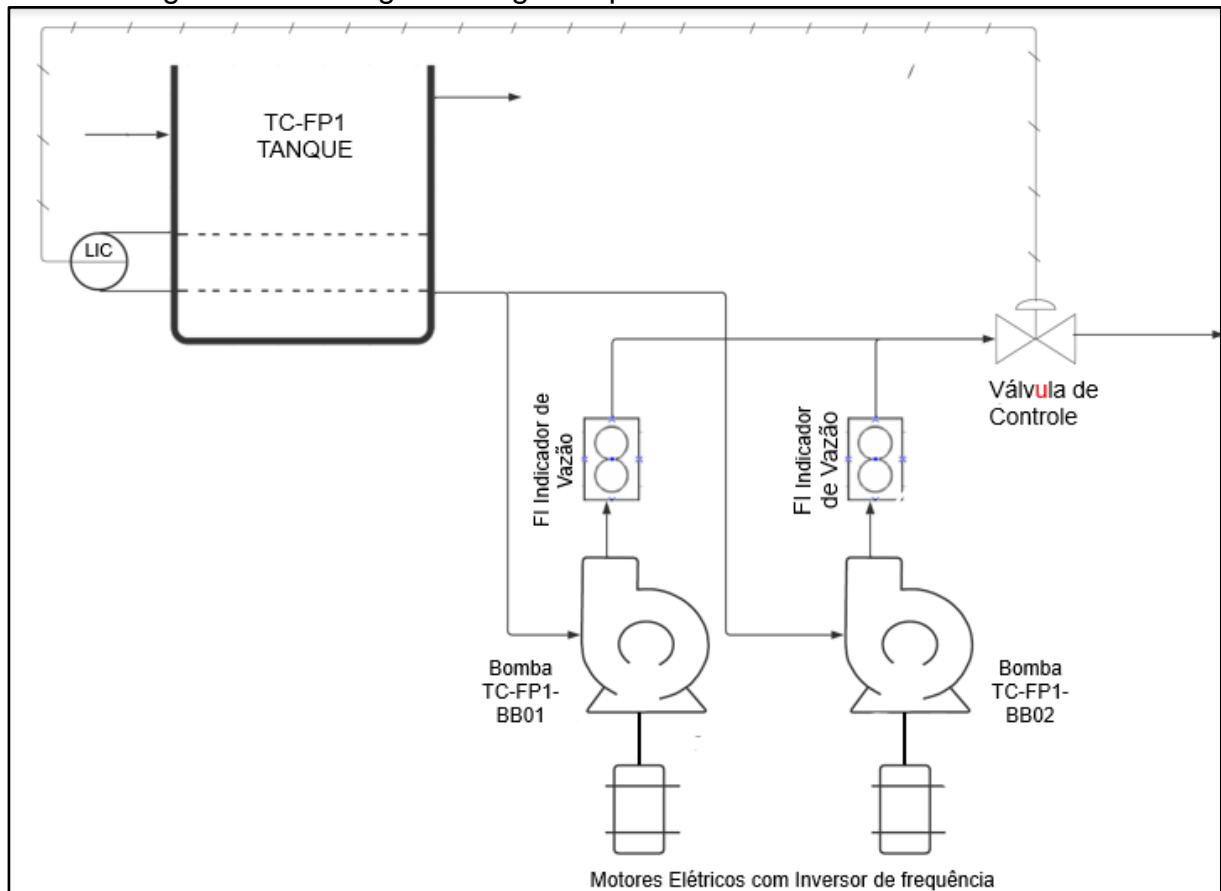 TC-FP1
TANQUE
LIC
Válvula de
Controle
FI Indicador de
Vazão
FI Indicador
de Vazão
Bomba
TC-FP1-
BB01
Bomba
TC-FP1-
BB02
Motores Elétricos com Inversor de frequência